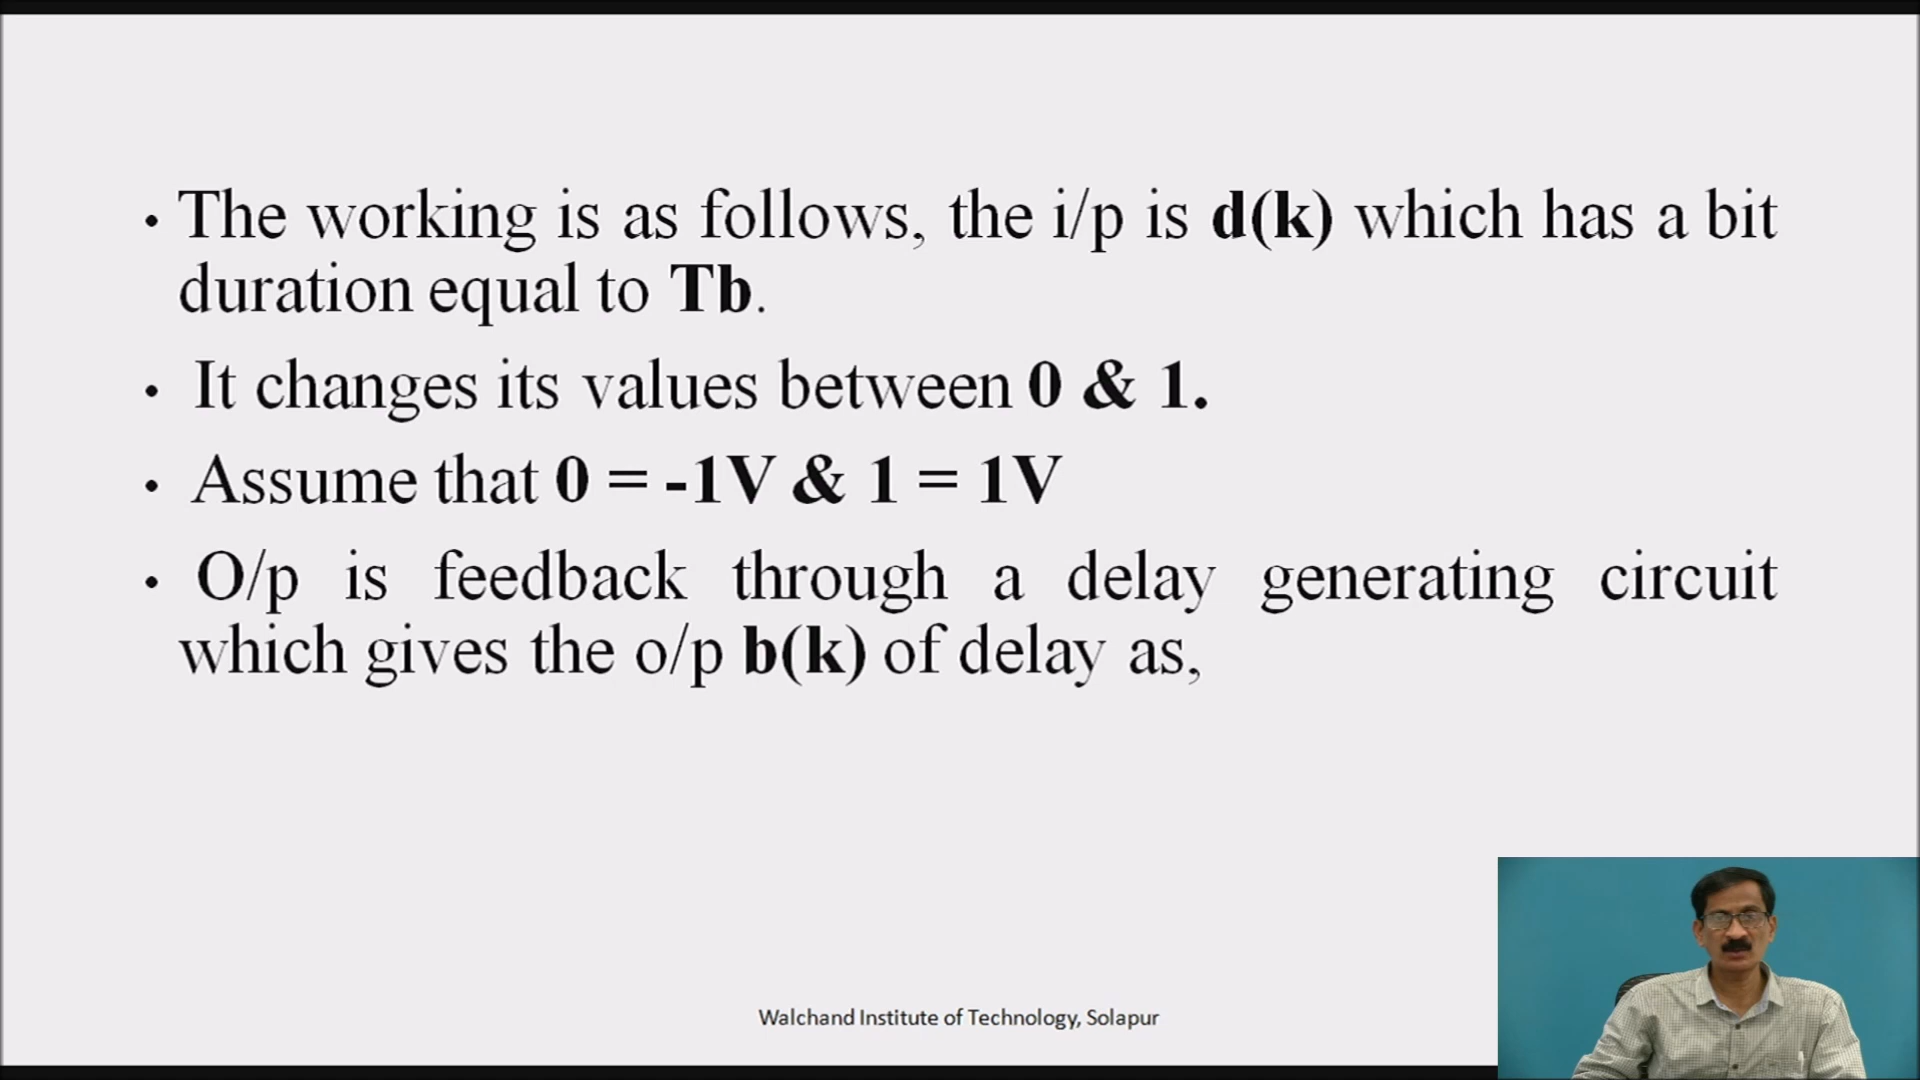 • The working is as follows, the i/p is d(k) which has a bit
duration equal to Tb.
• It changes its values between 0 & 1.
• Assume that 0 = -1V & 1 = 1V
• O/p is feedback through a delay generating circuit
which gives the o/p b(k) of delay as,
Walchand Institute of Technology, Solapur